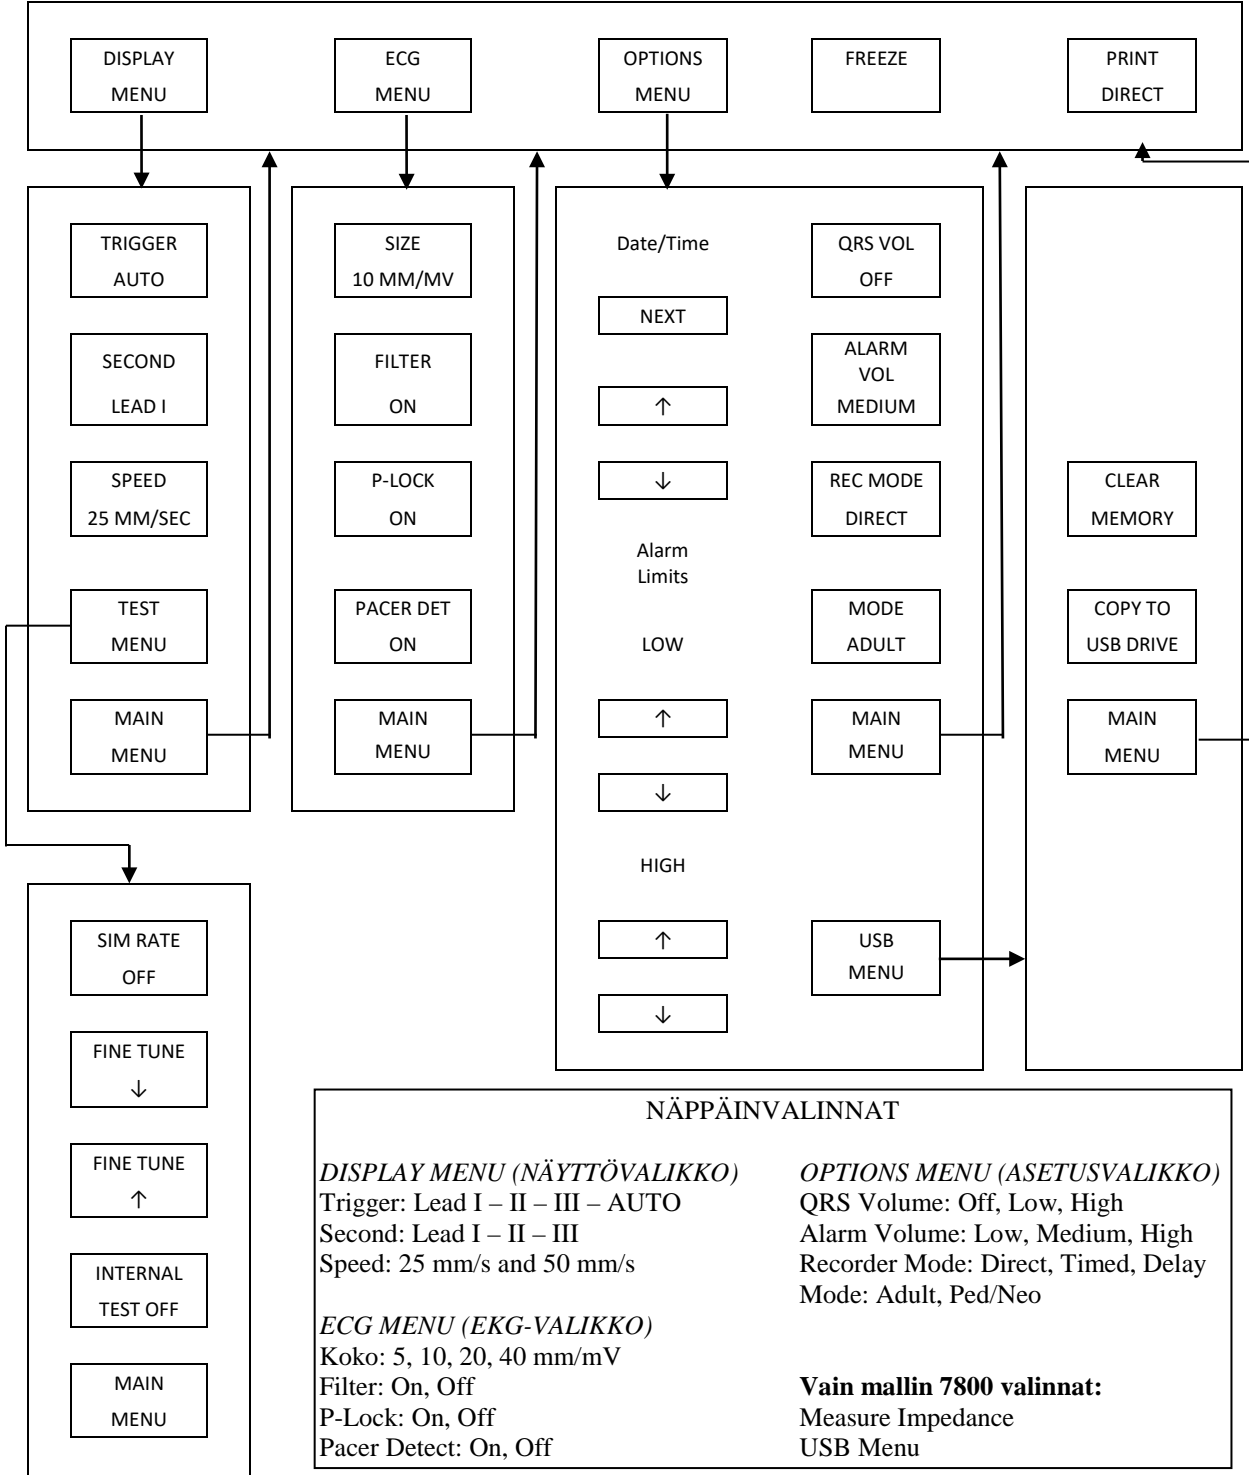 DISPLAY
MENU
ECG
MENU
OPTIONS
MENU
FREEZE
PRINT
DIRECT
TRIGGER
AUTO
SECOND
LEAD I
SPEED
25 MM/SEC
TEST
MENU
MAIN
MENU
SIZE
10 MM/MV
FILTER
ON
P-LOCK
ON
PACER DET
ON
MAIN
MENU
Date/Time
NEXT
↑
↓
Alarm
Limits
LOW
↑
↓
HIGH
↑
↓
QRS VOL
OFF
ALARM
VOL
MEDIUM
REC MODE
DIRECT
MODE
ADULT
MAIN
MENU
USB
MENU
CLEAR
MEMORY
COPY TO
USB DRIVE
MAIN
MENU
SIM RATE
OFF
FINE TUNE
↓
FINE TUNE
↑
INTERNAL
TEST OFF
MAIN
MENU
NÄPPÄINVALINNAT
DISPLAY MENU (NÄYTTÖVALIKKO)
Trigger: Lead I – II – III – AUTO
Second: Lead I – II – III
Speed: 25 mm/s and 50 mm/s
ECG MENU (EKG-VALIKKO)
Koko: 5, 10, 20, 40 mm/mV
Filter: On, Off
P-Lock: On, Off
Pacer Detect: On, Off
OPTIONS MENU (ASETUSVALIKKO)
QRS Volume: Off, Low, High
Alarm Volume: Low, Medium, High
Recorder Mode: Direct, Timed, Delay
Mode: Adult, Ped/Neo
Vain mallin 7800 valinnat:
Measure Impedance
USB Menu